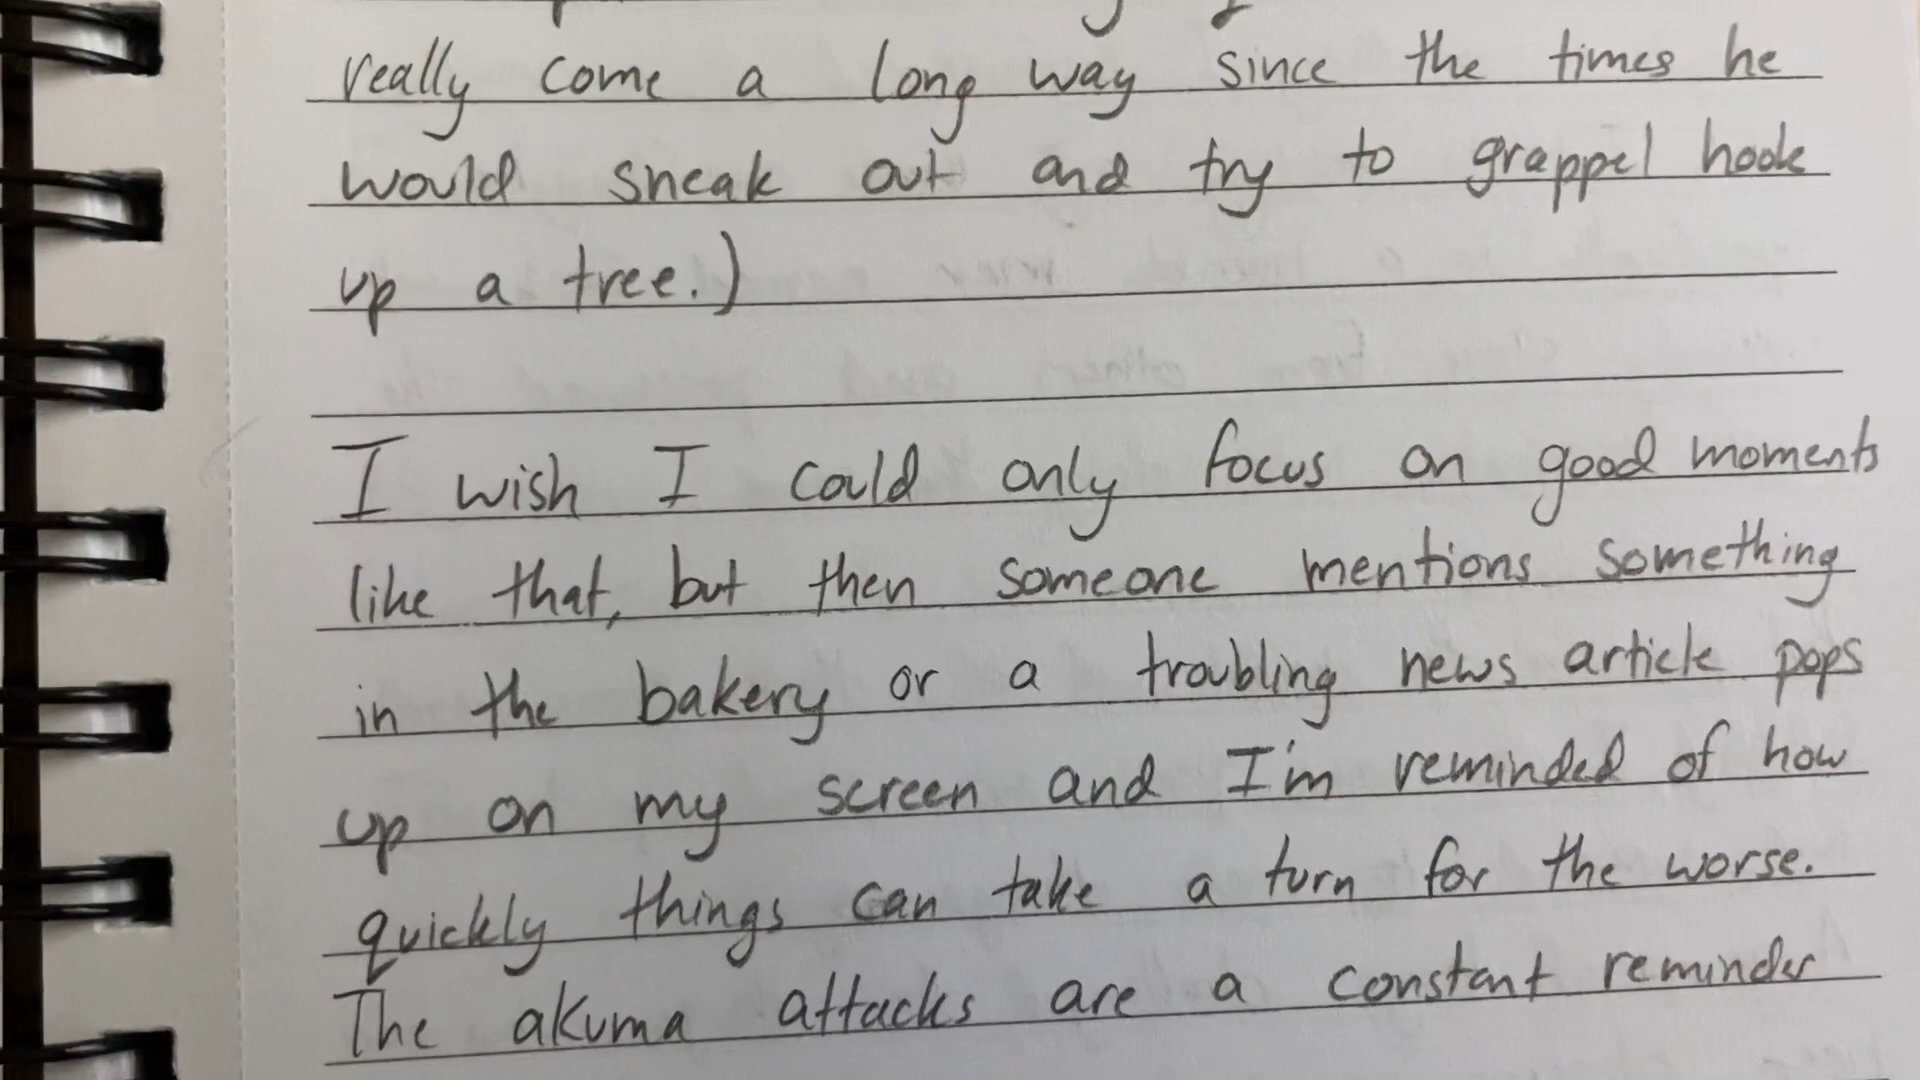 really come a long way since the times he
would sneak out and try to grappel hook
up a tree.)
I wish I could only focus on good moments
like that, but then someone mentions something
in the bakery or a troubling news article pops
up on my screen and I'm reminded of how
quickly things can take a turn for the worse.
The akuma attacks are a constant reminder